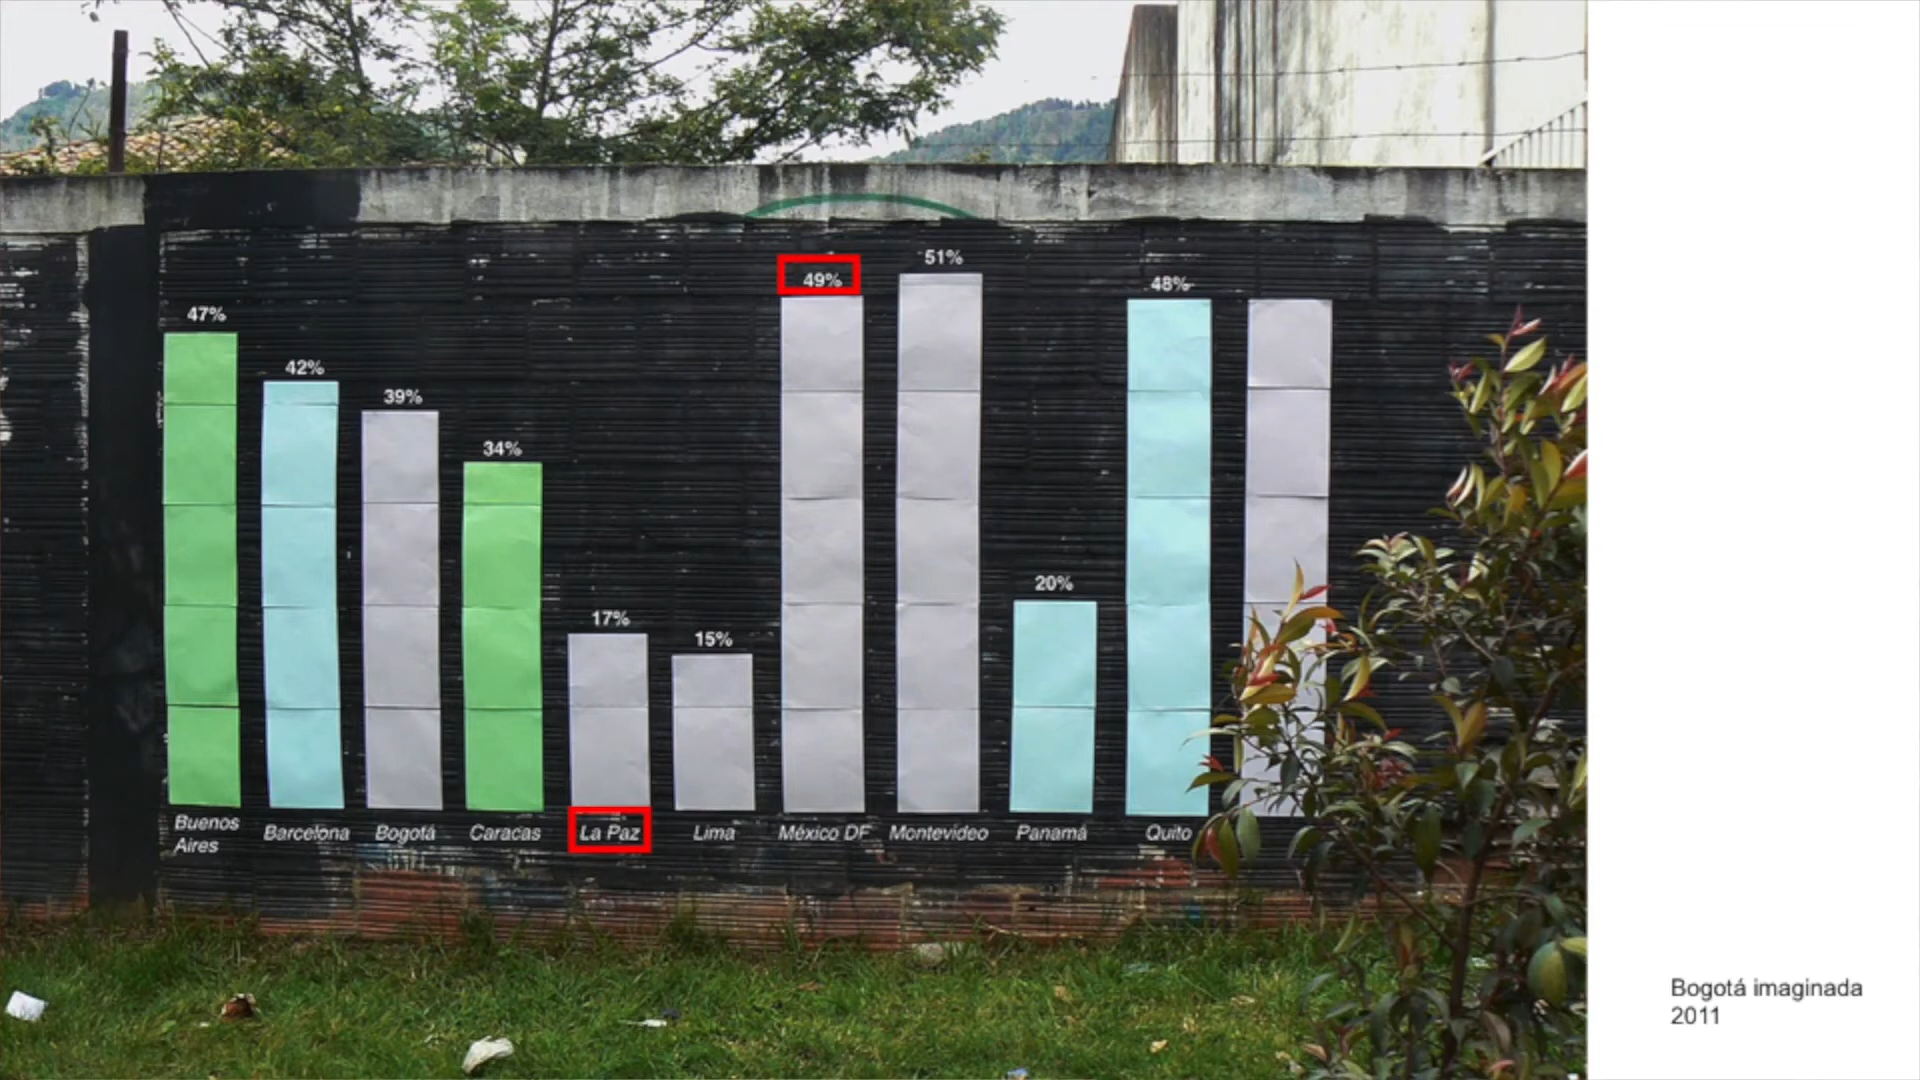 47%
42%
39%
34%
17%
15%
49%
51%
20%
48%
Buenos
Aires
Barcelona
Bogotá
Caracas
La Paz
Lima
México DF
Montevideo
Panamá
Quito
Bogotá imaginada
2011